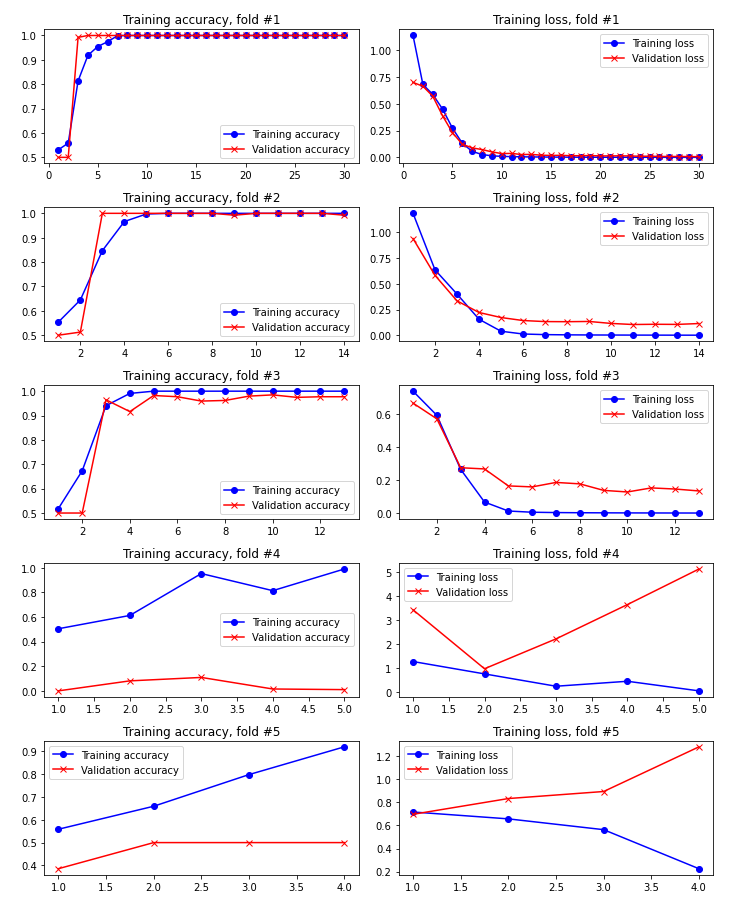 Training accuracy, fold #1
1.0
0.9
0.8
0.7
0.6
0.5
Training accuracy
Validation accuracy
0 5 10 15 20 25 30
Training loss, fold #1
1.00
0.75
0.50
0.25
0.00
Training loss
Validation loss
0 5 10 15 20 25 30
Training accuracy, fold #2
1.0
0.9
0.8
0.7
0.6
0.5
Training accuracy
Validation accuracy
2 4 6 8 10 12 14
Training loss, fold #2
1.00
0.75
0.50
0.25
0.00
Training loss
Validation loss
2 4 6 8 10 12 14
Training accuracy, fold #3
1.0
0.9
0.8
0.7
0.6
0.5
Training accuracy
Validation accuracy
2 4 6 8 10 12
Training loss, fold #3
0.6
0.4
0.2
0.0
Training loss
Validation loss
2 4 6 8 10 12
Training accuracy, fold #4
1.0
0.8
0.6
0.4
0.2
0.0
Training accuracy
Validation accuracy
1.0 1.5 2.0 2.5 3.0 3.5 4.0 4.5 5.0
Training loss, fold #4
5
4
3
2
1
0
Training loss
Validation loss
1.0 1.5 2.0 2.5 3.0 3.5 4.0 4.5 5.0
Training accuracy, fold #5
0.9
0.8
0.7
0.6
0.5
0.4
Training accuracy
Validation accuracy
1.0 1.5 2.0 2.5 3.0 3.5 4.0
Training loss, fold #5
1.2
1.0
0.8
0.6
0.4
0.2
Training loss
Validation loss
1.0 1.5 2.0 2.5 3.0 3.5 4.0